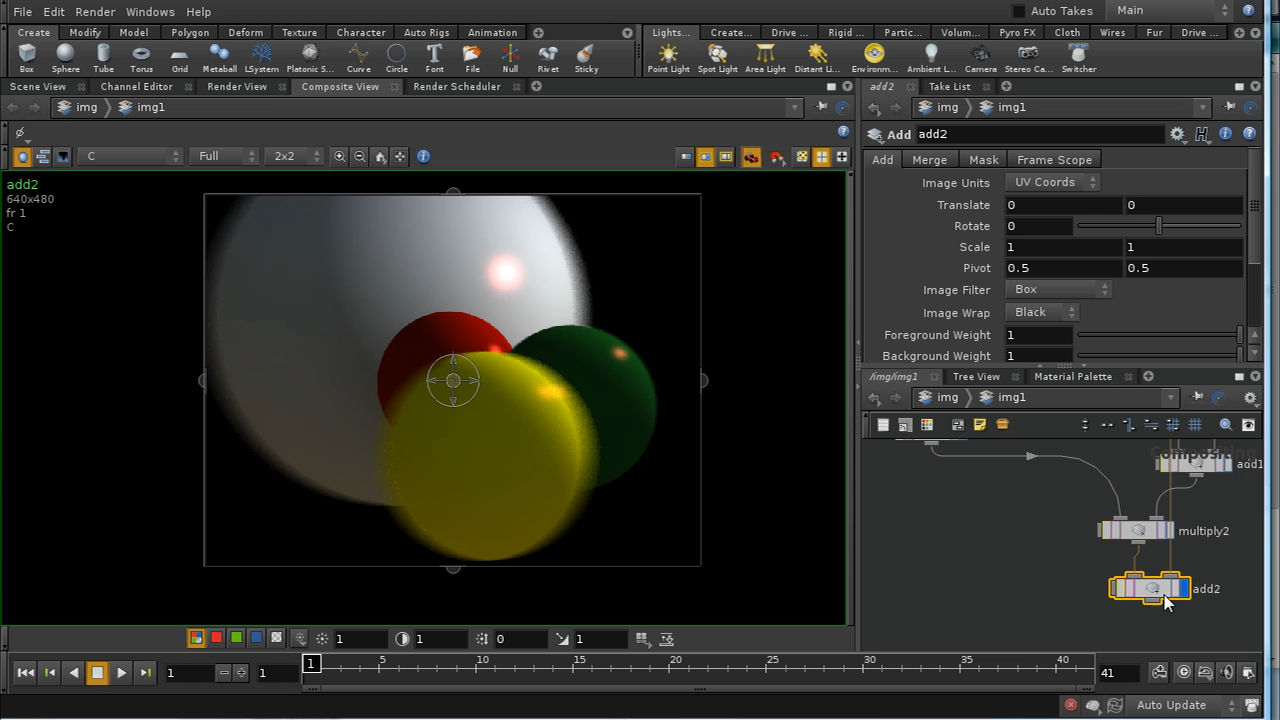 File Edit Render Windows Help Auto Takes Main
Create Modify Model Polygon Deform Texture Character Auto Rigs Animation Lights... Create... Drive ... Rigid ... Partic... Volum... Pyro FX Cloth Wires Fur Drive ...
Box Sphere Tube Torus Grid Metaball LSystem Platonic S... Curve Circle Font File Null Rivet Sticky Point Light Spot Light Area Light Distant Li... Environm... Ambient L... Camera Stereo Ca... Switcher
Scene View Channel Editor Render View Composite View Render Scheduler add2 Take List
img img1 img img1
Add add2
C Full 2x2
Add Merge Mask Frame Scope
add2
640x480
fr 1
C
Image Units UV Coords
Translate 0 0
Rotate 0
Scale 1 1
Pivot 0.5 0.5
Image Filter Box
Image Wrap Black
Foreground Weight 1
Background Weight 1
/img/img1 Tree View Material Palette
img img1
Compositing
add1
multiply2
add2
1 1 0 1
1 1 1 5 10 15 20 25 30 35 40 41
Auto Update